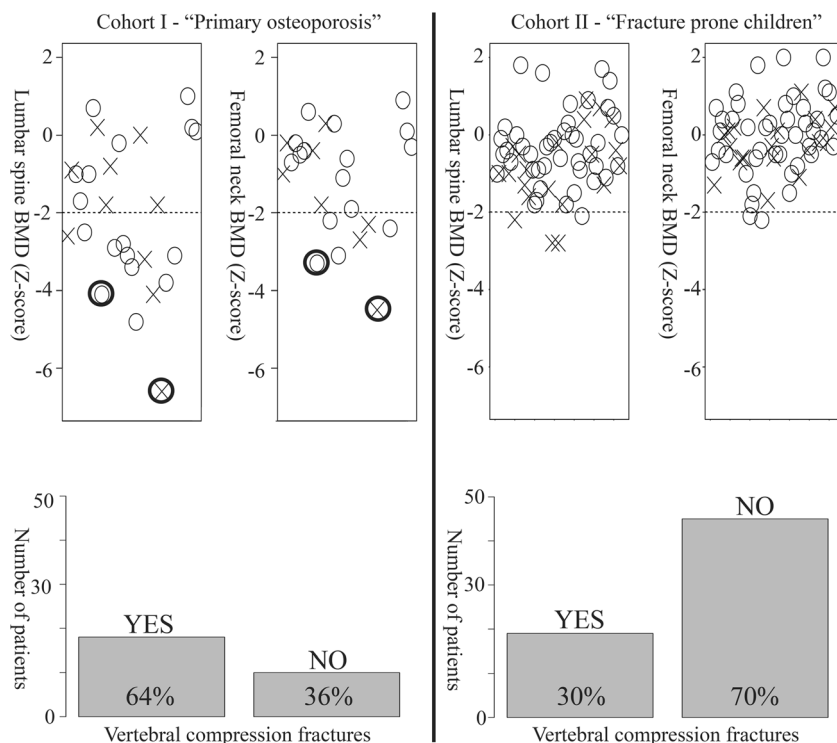 Cohort I - “Primary osteoporosis”
Cohort II - “Fracture prone children”
Lumbar spine BMD (Z-score)
2
0
-2
-4
-6
Femoral neck BMD (Z-score)
2
0
-2
-4
-6
Lumbar spine BMD (Z-score)
2
0
-2
-4
-6
Femoral neck BMD (Z-score)
2
0
-2
-4
-6
Number of patients
50
30
0
YES
64%
NO
36%
Vertebral compression fractures
Number of patients
50
30
0
YES
30%
NO
70%
Vertebral compression fractures